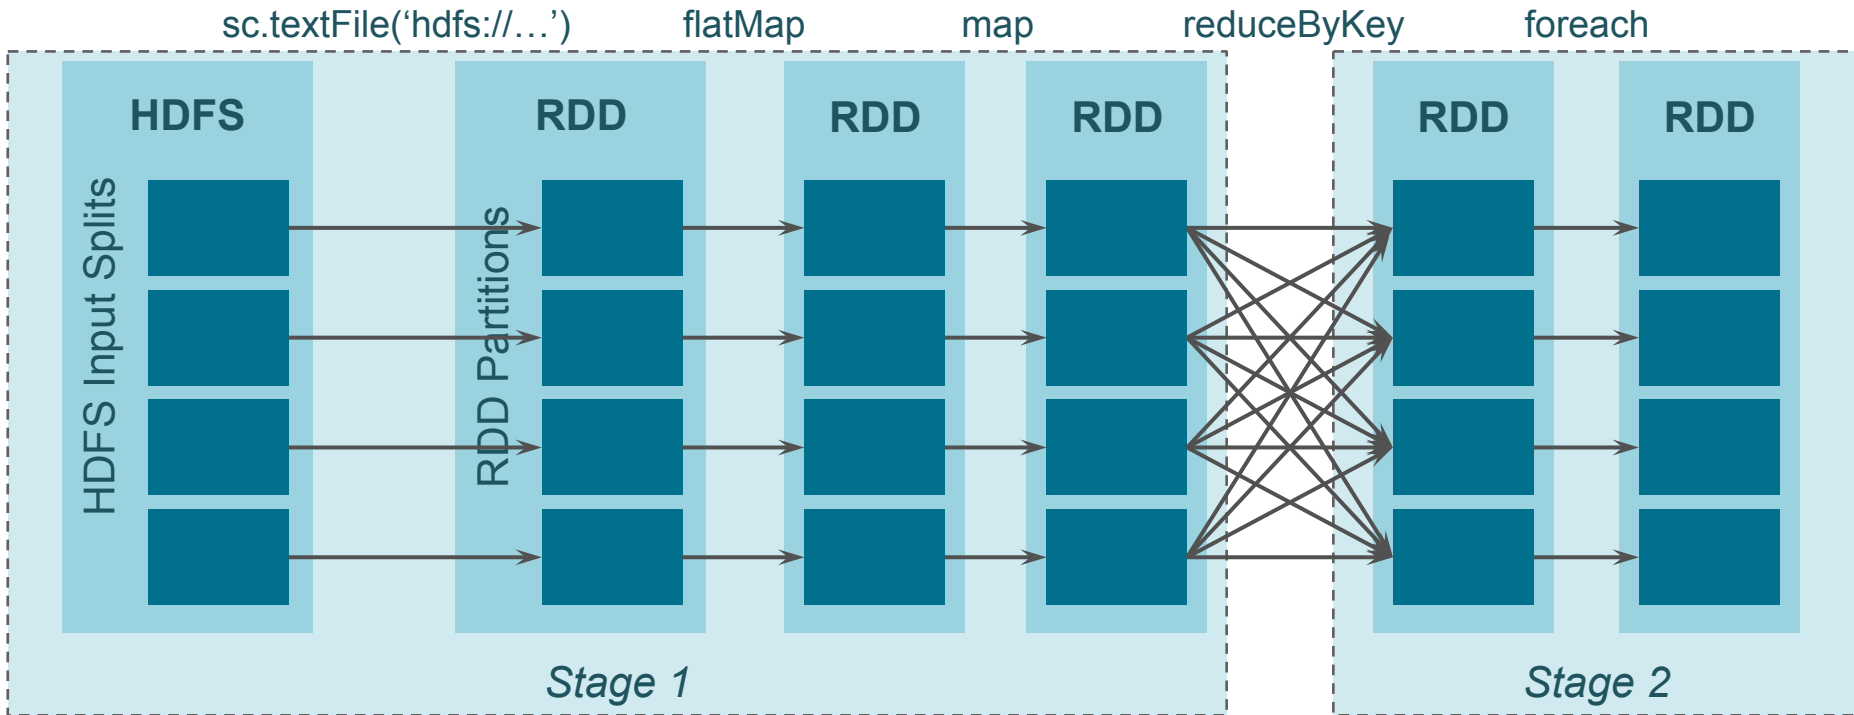 sc.textFile(‘hdfs://…’)
flatMap
map
reduceByKey
foreach
HDFS
RDD
RDD
RDD
RDD
RDD
HDFS Input Splits
RDD Partitions
Stage 1
Stage 2